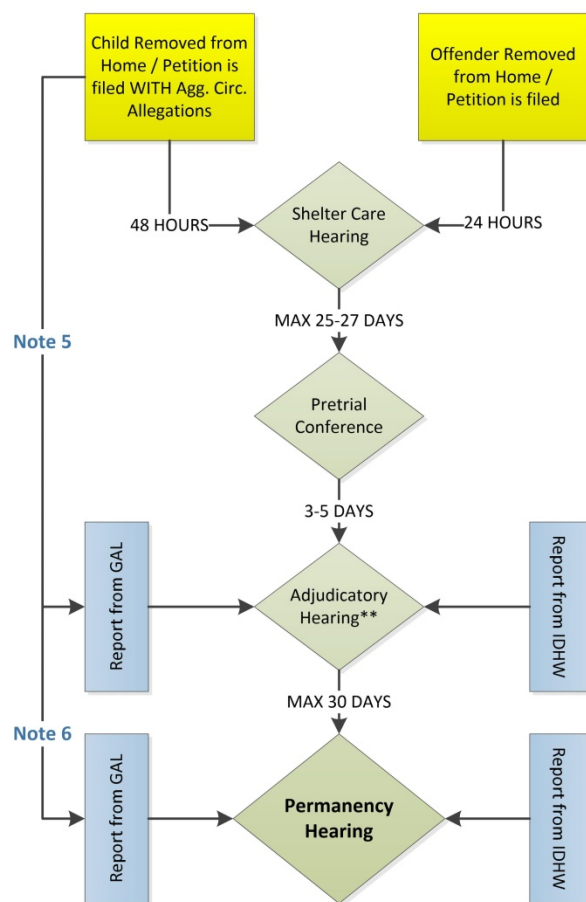 Child Removed from
Home / Petition is
filed WITH Agg. Circ.
Allegations
Offender Removed
from Home /
Petition is filed
48 HOURS
Shelter Care
Hearing
24 HOURS
MAX 25-27 DAYS
Note 5
Pretrial
Conference
3-5 DAYS
Report from GAL
Adjudicatory
Hearing**
Report from IDHW
MAX 30 DAYS
Note 6
Report from GAL
Permanency
Hearing
Report from IDHW